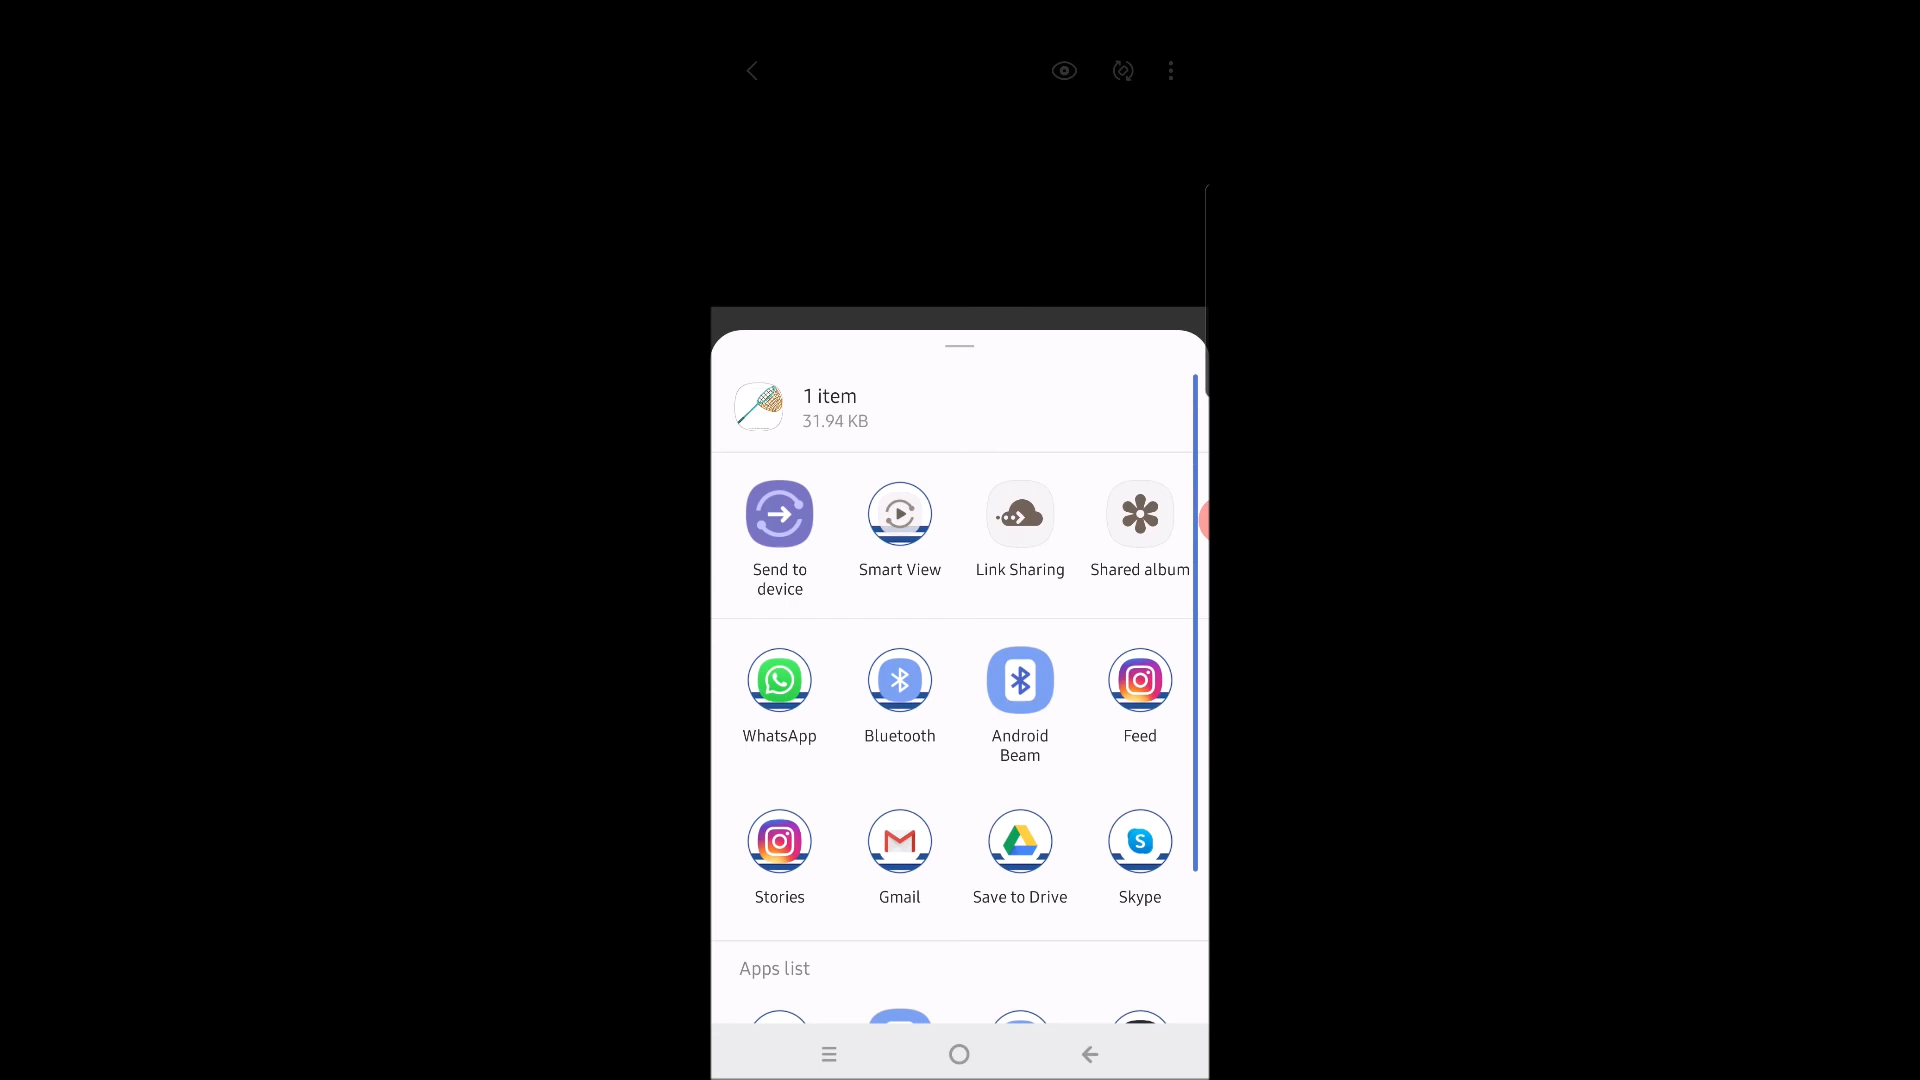 1 item
31.94 KB
Send to
device
Smart View
Link Sharing
Shared album
WhatsApp
Bluetooth
Android
Beam
Feed
Stories
Gmail
Save to Drive
Skype
Apps list